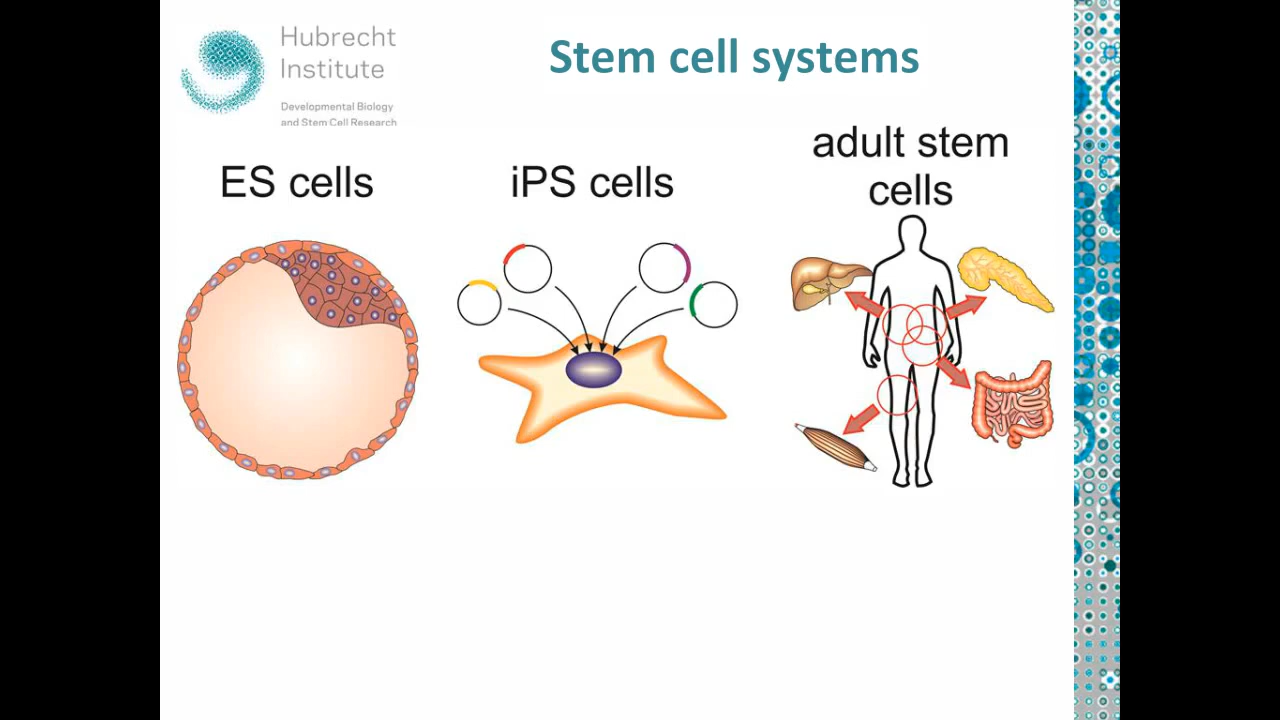 Hubrecht
Institute
Developmental Biology
and Stem Cell Research
Stem cell systems
ES cells
iPS cells
adult stem
cells